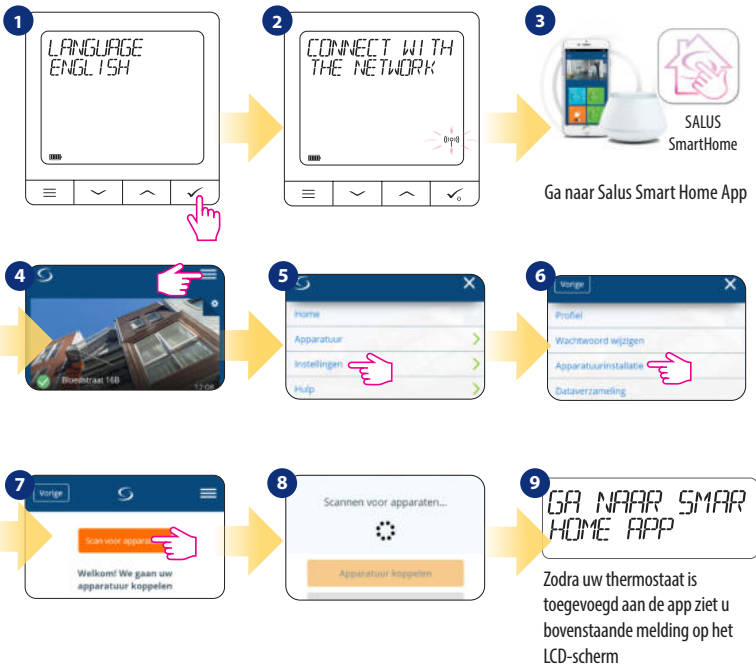 1
LANGUAGE
ENGLISH
2
CONNECT WITH
THE NETWORK
3
SALUS
SmartHome
Ga naar Salus Smart Home App
4
Bloedstraat 16B
12:08
5
Home
Apparatuur
Instellingen
Hulp
6
Vorige
Profiel
Wachtwoord wijzigen
Apparatuurinstallatie
Dataverzameling
7
Vorige
Scan voor
Welkom! We gaan uw
apparatuur koppelen
8
Scannen voor apparaten...
Apparatuur koppelen
9
GA NAAR SMAR
HOME APP
Zodra uw thermostaat is
toegevoegd aan de app ziet u
bovenstaande melding op het
LCD-scherm